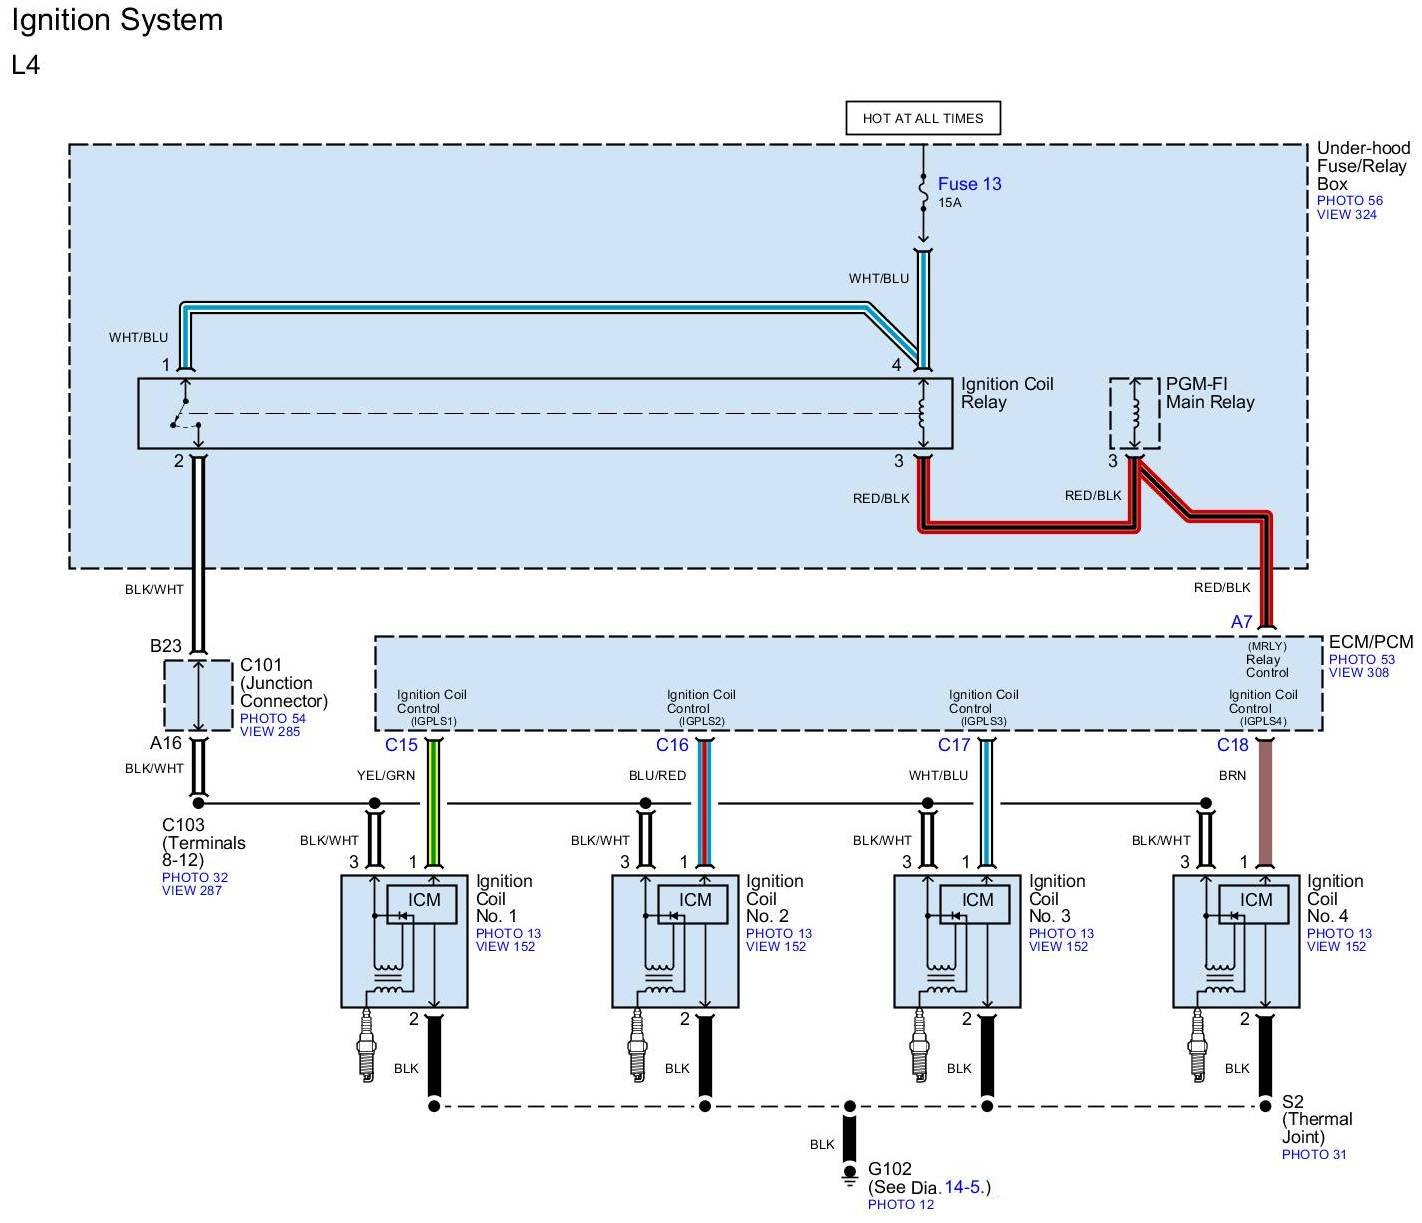 Ignition System
L4
HOT AT ALL TIMES
Under-hood
Fuse/Relay
Box
PHOTO 56
VIEW 324
Fuse 13
15A
WHT/BLU
WHT/BLU
1
4
Ignition Coil
Relay
PGM-FI
Main Relay
2
3
3
RED/BLK
RED/BLK
BLK/WHT
RED/BLK
A7
B23
C101
(Junction
Connector)
PHOTO 54
VIEW 285
A16
BLK/WHT
ECM/PCM
PHOTO 53
VIEW 308
(MRLY)
Relay
Control
Ignition Coil
Control
(IGPLS1)
Ignition Coil
Control
(IGPLS2)
Ignition Coil
Control
(IGPLS3)
Ignition Coil
Control
(IGPLS4)
C15
C16
C17
C18
YEL/GRN
BLU/RED
WHT/BLU
BRN
C103
(Terminals
8-12)
PHOTO 32
VIEW 287
BLK/WHT
BLK/WHT
BLK/WHT
BLK/WHT
3
1
3
1
3
1
3
1
ICM
Ignition
Coil
No. 1
PHOTO 13
VIEW 152
ICM
Ignition
Coil
No. 2
PHOTO 13
VIEW 152
ICM
Ignition
Coil
No. 3
PHOTO 13
VIEW 152
ICM
Ignition
Coil
No. 4
PHOTO 13
VIEW 152
2
2
2
2
BLK
BLK
BLK
BLK
S2
(Thermal
Joint)
PHOTO 31
BLK
G102
(See Dia. 14-5.)
PHOTO 12